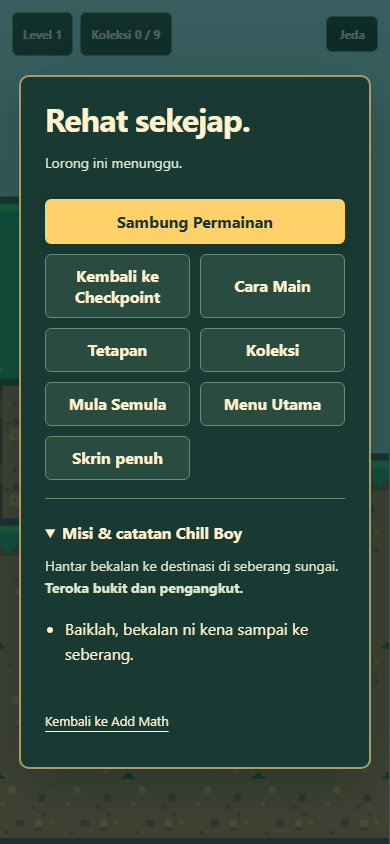 Level 1
Koleksi 0 / 9
Jeda
Rehat sekejap.
Lorong ini menunggu.
Sambung Permainan
Kembali ke
Checkpoint
Cara Main
Tetapan
Koleksi
Mula Semula
Menu Utama
Skrin penuh
Misi & catatan Chill Boy
Hantar bekalan ke destinasi di seberang sungai.
Teroka bukit dan pengangkut.
Baiklah, bekalan ni kena sampai ke
seberang.
Kembali ke Add Math